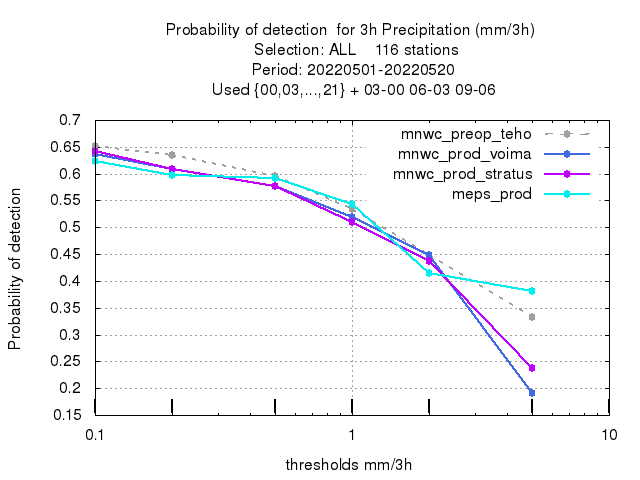 Probability of detection  for 3h Precipitation (mm/3h)
Selection: ALL    116 stations
Period: 20220501-20220520
Used {00,03,...,21} + 03-00 06-03 09-06
mnwc_preop_teho
mnwc_prod_voima
mnwc_prod_stratus
meps_prod
Probability of detection
0.7
0.65
0.6
0.55
0.5
0.45
0.4
0.35
0.3
0.25
0.2
0.15
0.1 1 10
thresholds mm/3h